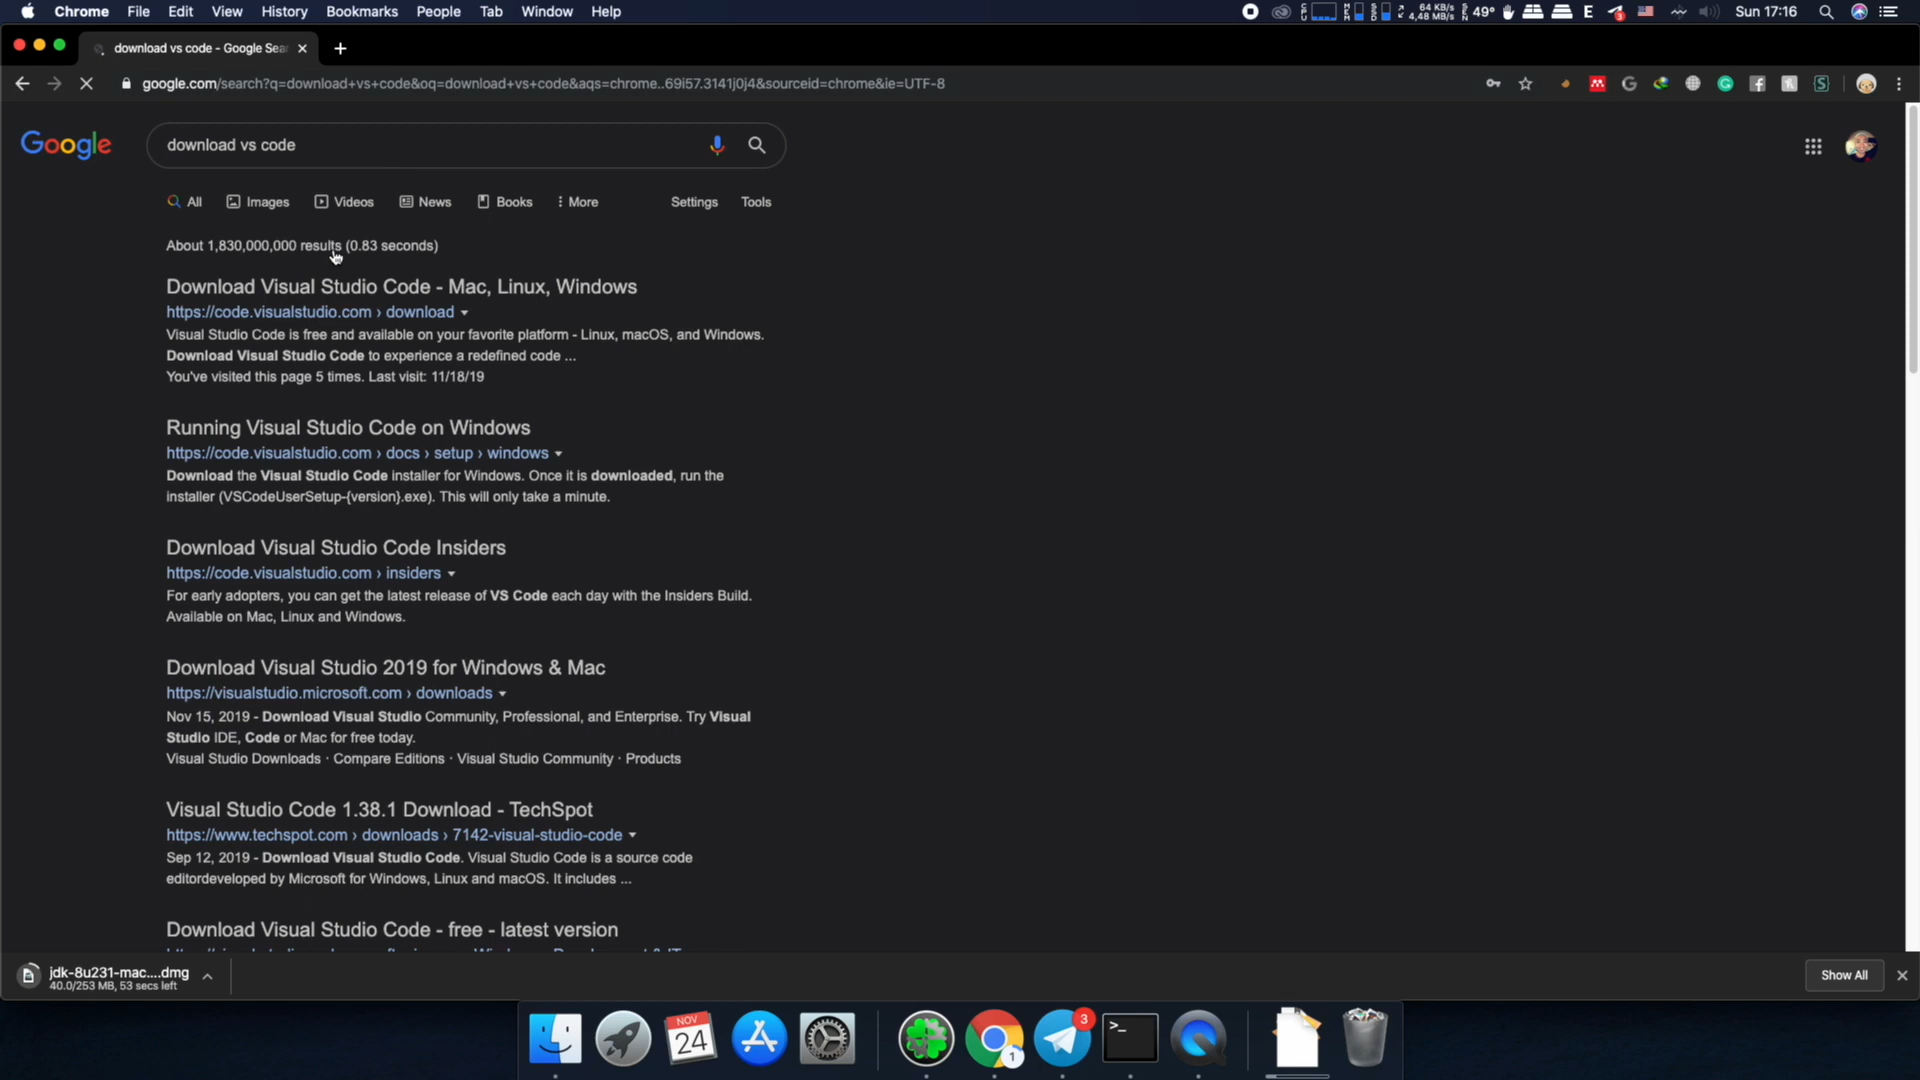 Chrome File Edit View History Bookmarks People Tab Window Help
64 KB/s
4,48 MB/s
49° E 3 Sun 17:16
download vs code - Google Sea
google.com/search?q=download+vs+code&oq=download+vs+code&aqs=chrome..69i57.3141j0j4&sourceid=chrome&ie=UTF-8
Google download vs code
All Images Videos News Books More Settings Tools
About 1,830,000,000 results (0.83 seconds)
Download Visual Studio Code - Mac, Linux, Windows
https://code.visualstudio.com › download
Visual Studio Code is free and available on your favorite platform - Linux, macOS, and Windows.
Download Visual Studio Code to experience a redefined code ...
You've visited this page 5 times. Last visit: 11/18/19
Running Visual Studio Code on Windows
https://code.visualstudio.com › docs › setup › windows
Download the Visual Studio Code installer for Windows. Once it is downloaded, run the
installer (VSCodeUserSetup-{version}.exe). This will only take a minute.
Download Visual Studio Code Insiders
https://code.visualstudio.com › insiders
For early adopters, you can get the latest release of VS Code each day with the Insiders Build.
Available on Mac, Linux and Windows.
Download Visual Studio 2019 for Windows & Mac
https://visualstudio.microsoft.com › downloads
Nov 15, 2019 - Download Visual Studio Community, Professional, and Enterprise. Try Visual
Studio IDE, Code or Mac for free today.
Visual Studio Downloads · Compare Editions · Visual Studio Community · Products
Visual Studio Code 1.38.1 Download - TechSpot
https://www.techspot.com › downloads › 7142-visual-studio-code
Sep 12, 2019 - Download Visual Studio Code. Visual Studio Code is a source code
editordeveloped by Microsoft for Windows, Linux and macOS. It includes ...
Download Visual Studio Code - free - latest version
jdk-8u231-mac....dmg
40.0/253 MB, 53 secs left
Show All
NOV
24
1
3